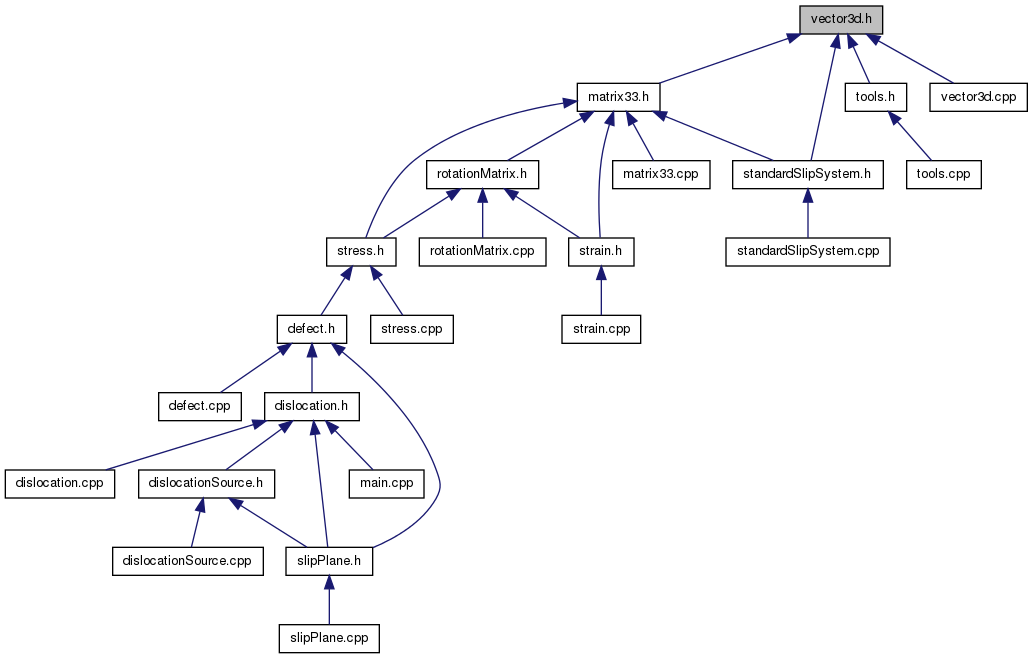 vector3d.h
matrix33.h
tools.h
vector3d.cpp
rotationMatrix.h
matrix33.cpp
standardSlipSystem.h
tools.cpp
stress.h
rotationMatrix.cpp
strain.h
standardSlipSystem.cpp
defect.h
stress.cpp
strain.cpp
defect.cpp
dislocation.h
dislocation.cpp
dislocationSource.h
main.cpp
dislocationSource.cpp
slipPlane.h
slipPlane.cpp